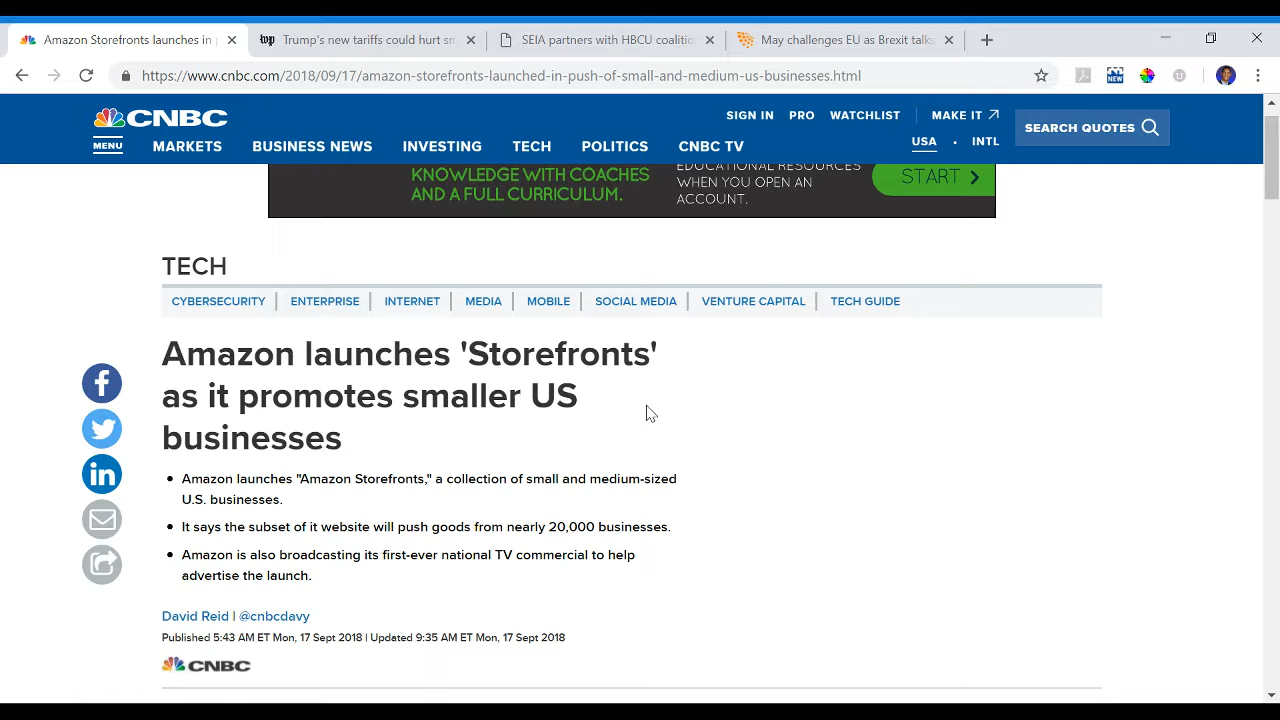 Amazon Storefronts launches in
Trump's new tariffs could hurt sm
SEIA partners with HBCU coalitio
May challenges EU as Brexit talks
https://www.cnbc.com/2018/09/17/amazon-storefronts-launched-in-push-of-small-and-medium-us-businesses.html
NEW
CNBC
SIGN IN PRO WATCHLIST MAKE IT
SEARCH QUOTES
USA · INTL
MENU MARKETS BUSINESS NEWS INVESTING TECH POLITICS CNBC TV
KNOWLEDGE WITH COACHES
AND A FULL CURRICULUM.
EDUCATIONAL RESOURCES
WHEN YOU OPEN AN
ACCOUNT.
START
TECH
CYBERSECURITY ENTERPRISE INTERNET MEDIA MOBILE SOCIAL MEDIA VENTURE CAPITAL TECH GUIDE
Amazon launches 'Storefronts'
as it promotes smaller US
businesses
Amazon launches "Amazon Storefronts," a collection of small and medium-sized
U.S. businesses.
It says the subset of it website will push goods from nearly 20,000 businesses.
Amazon is also broadcasting its first-ever national TV commercial to help
advertise the launch.
David Reid | @cnbcdavy
Published 5:43 AM ET Mon, 17 Sept 2018 | Updated 9:35 AM ET Mon, 17 Sept 2018
CNBC